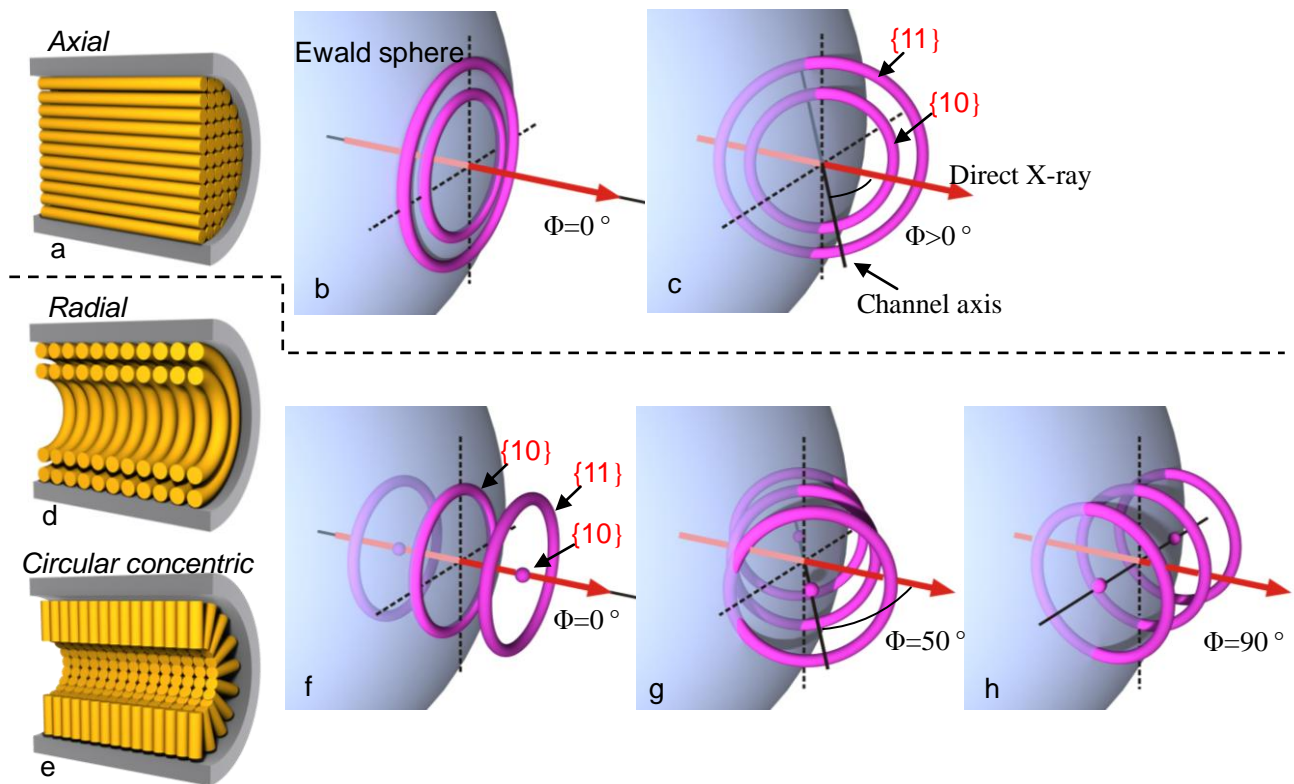 Axial
a
Ewald sphere
b
Φ=0 °
{11}
{10}
Direct X-ray
Φ>0 °
c
Channel axis
Radial
d
Circular concentric
e
{10}
{11}
{10}
Φ=0 °
f
Φ=50 °
g
Φ=90 °
h